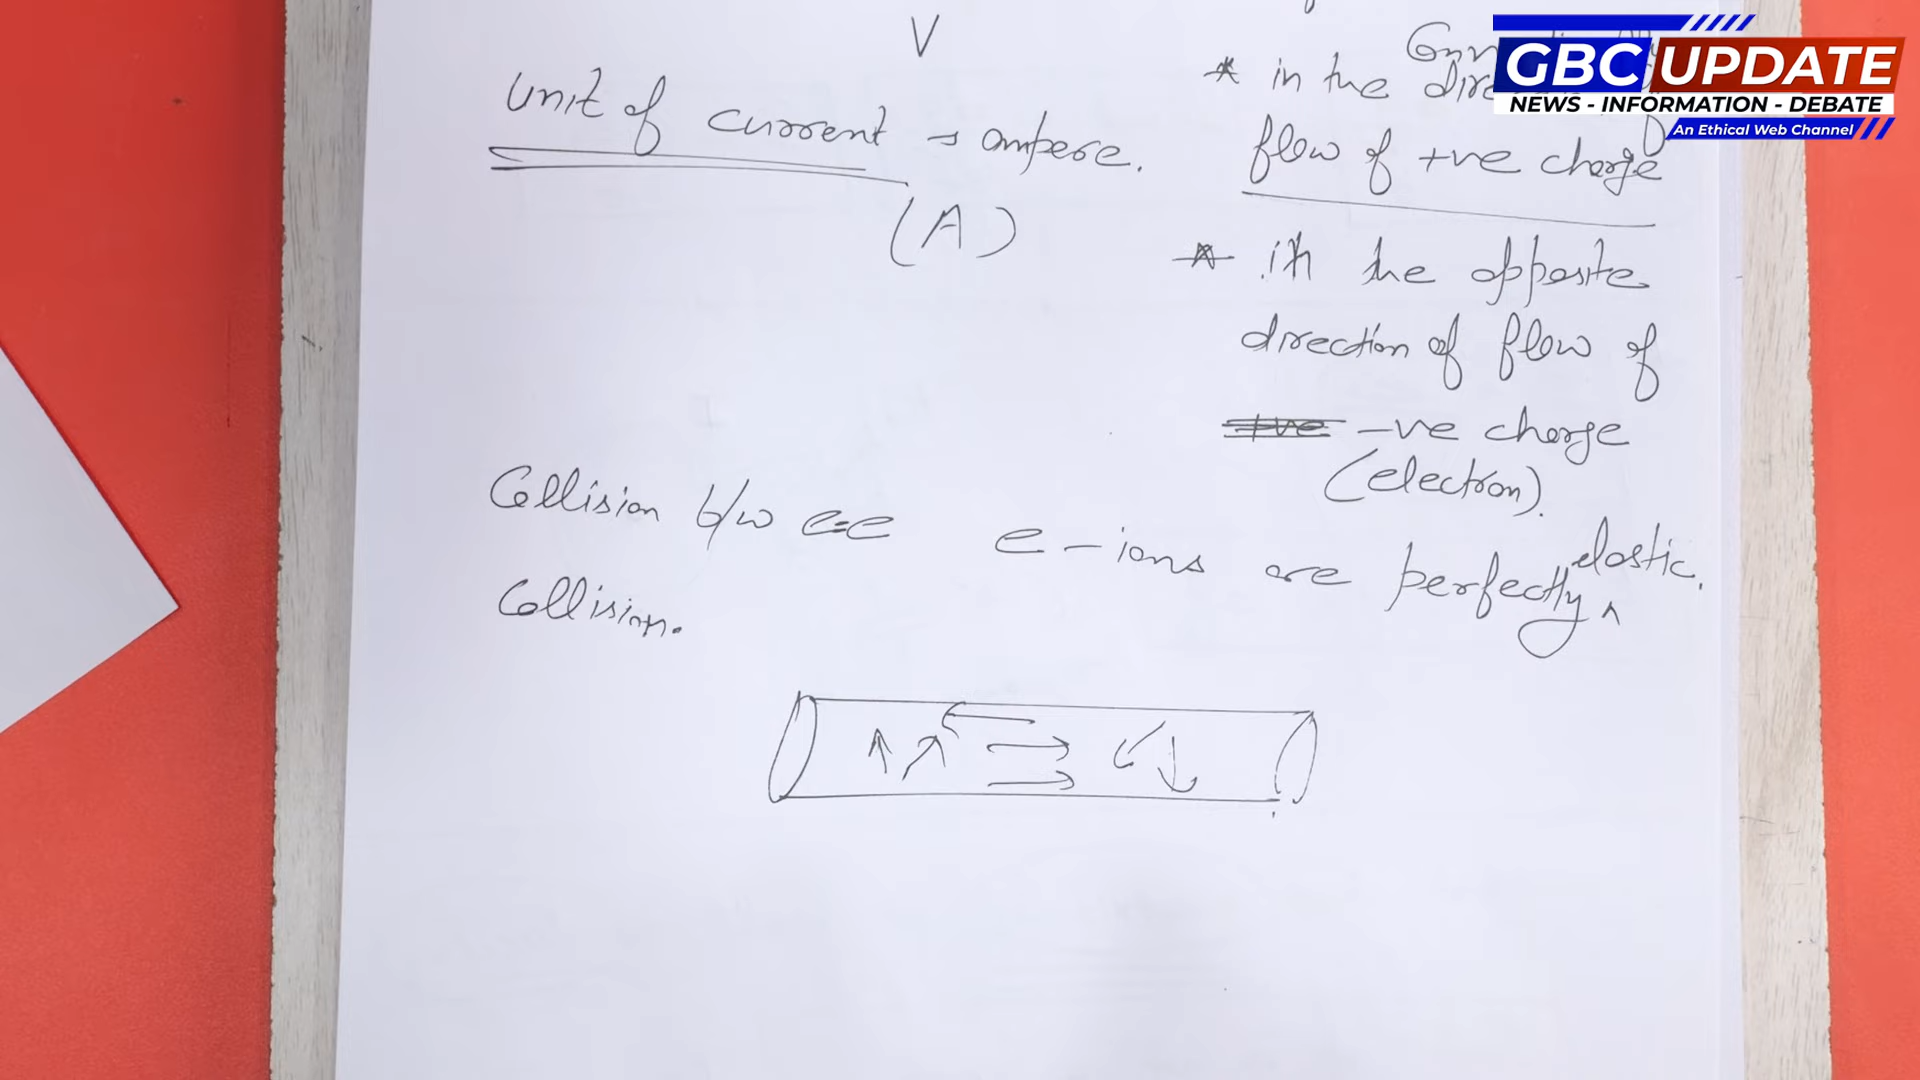 V
Unit of current → ampere.
(A)
* in the
flow of +ve charge
* in the opposite
direction of flow of
-ve charge
(electron).
Collision b/w e-e e-ions are perfectly elastic.
Collision.
GBC UPDATE
NEWS - INFORMATION - DEBATE
An Ethical Web Channel